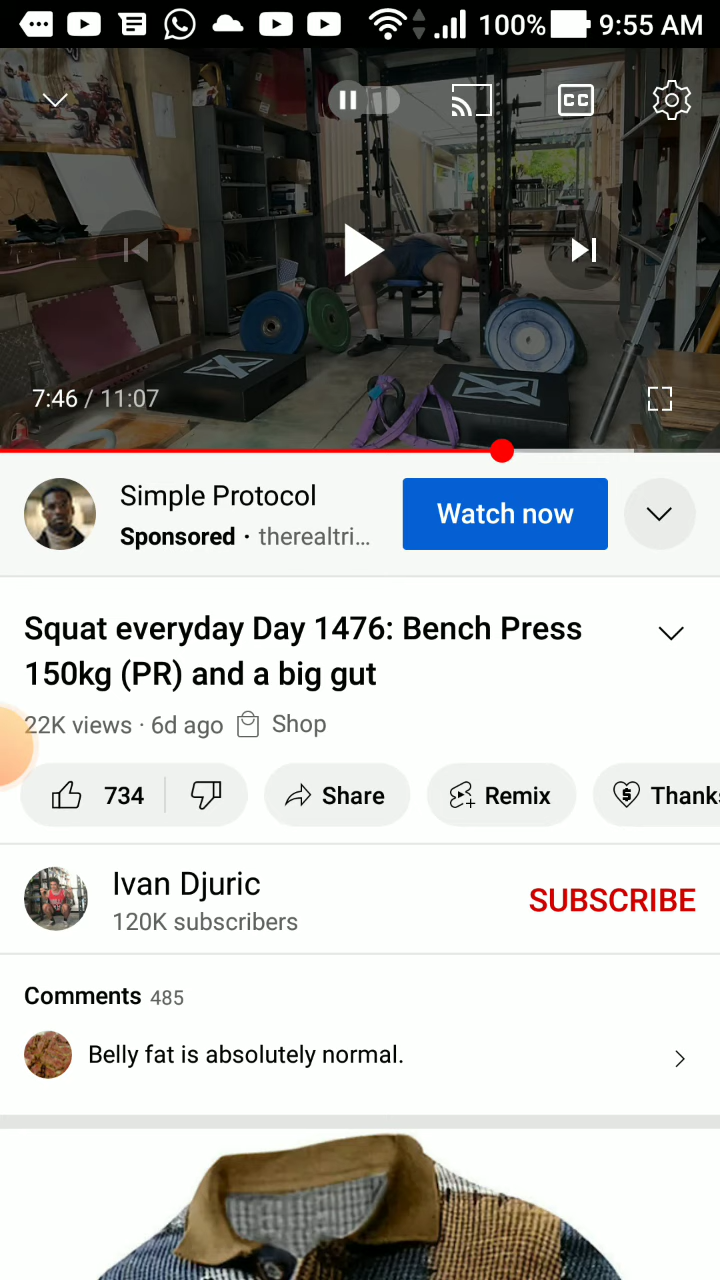 100% 9:55 AM
CC
7:46 / 11:07
Simple Protocol
Sponsored · therealtri...
Watch now
Squat everyday Day 1476: Bench Press
150kg (PR) and a big gut
22K views · 6d ago Shop
734 Share Remix Thanks
Ivan Djuric
120K subscribers
SUBSCRIBE
Comments 485
Belly fat is absolutely normal.